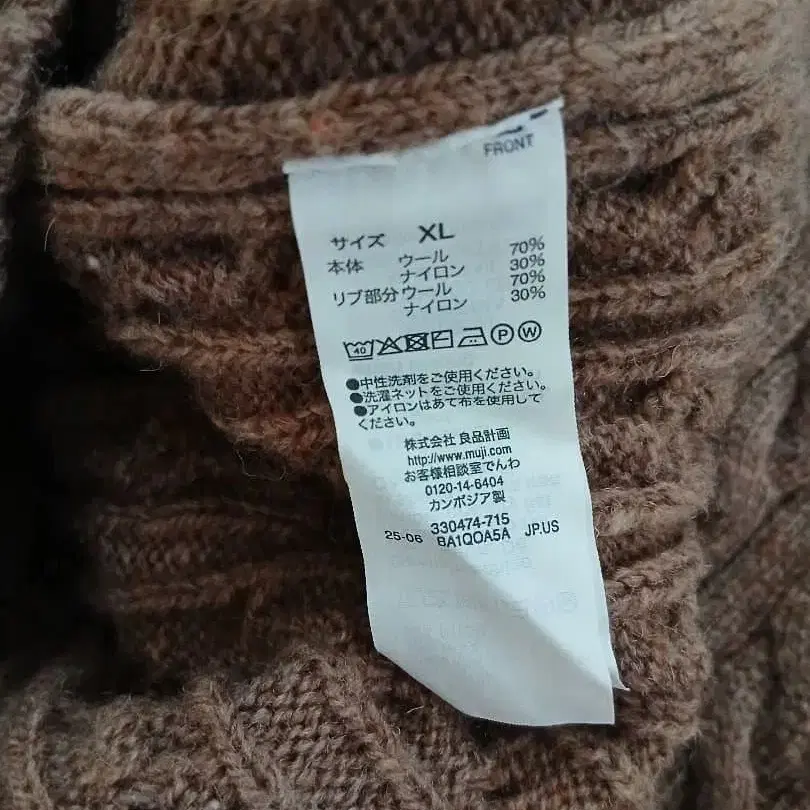 FRONT
サイズ XL
本体 ウール 70%
ナイロン 30%
リブ部分 ウール 70%
ナイロン 30%
40 P W
●中性洗剤をご使用ください。
●洗濯ネットをご使用ください。
●アイロンはあて布を使用して
ください。
株式会社 良品計画
http://www.muji.com
お客様相談室でんわ
0120-14-6404
カンボジア製
330474-715
25-06 BA1QOA5A JP.US